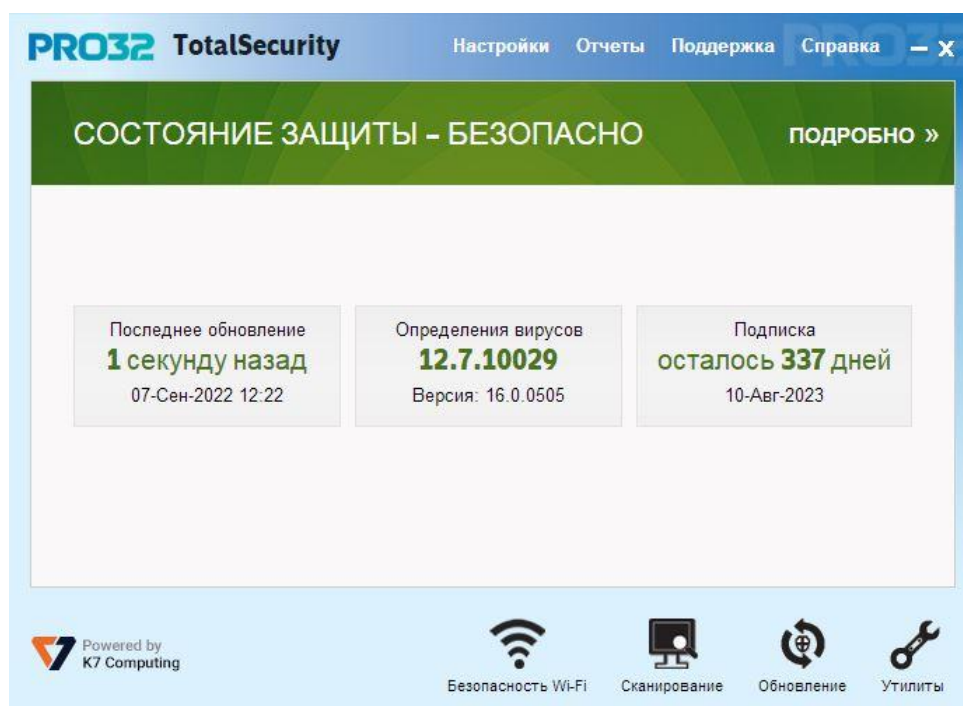 PRO32 TotalSecurity
Настройки Отчеты Поддержка Справка
PRO32
СОСТОЯНИЕ ЗАЩИТЫ – БЕЗОПАСНО
ПОДРОБНО »
Последнее обновление
1 секунду назад
07-Сен-2022 12:22
Определения вирусов
12.7.10029
Версия: 16.0.0505
Подписка
осталось 337 дней
10-Авг-2023
K7 Powered by
K7 Computing
Безопасность Wi-Fi
Сканирование
Обновление
Утилиты